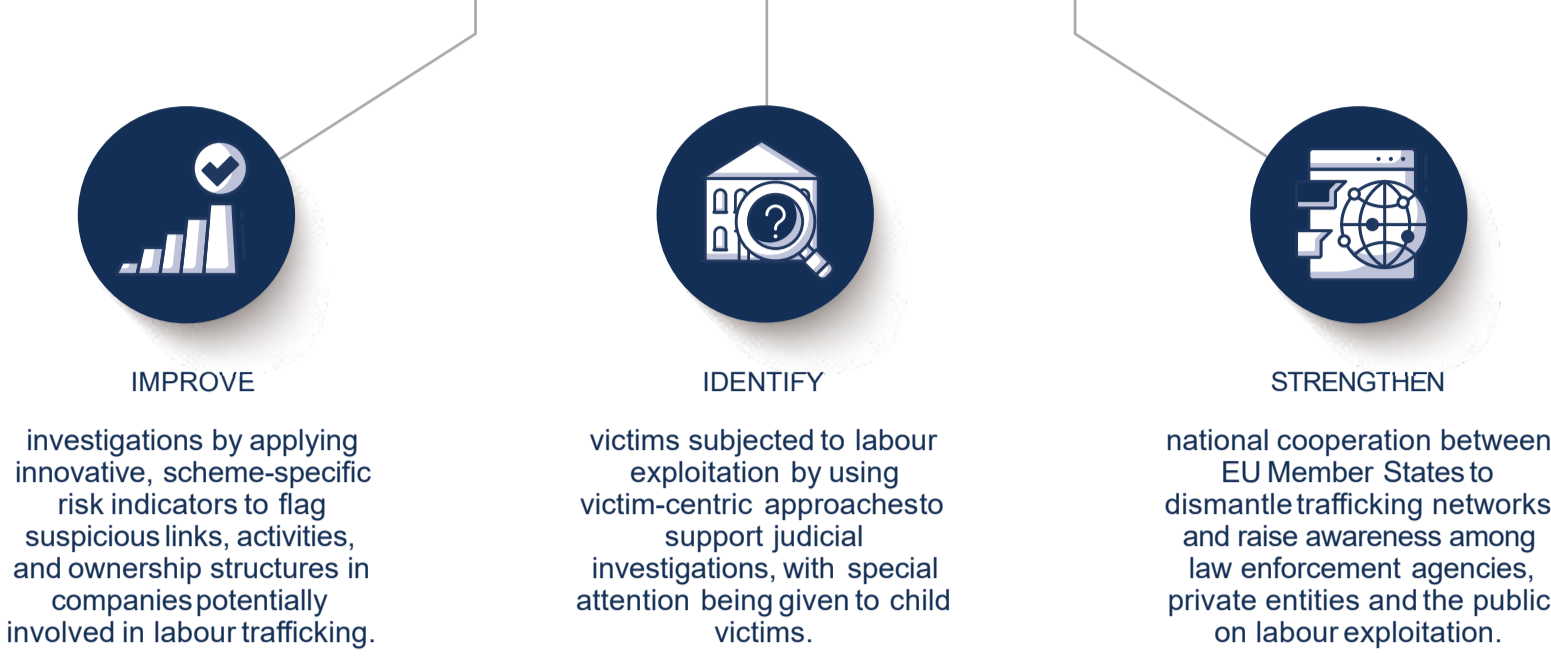 IMPROVE
investigations by applying
innovative, scheme-specific
risk indicators to flag
suspicious links, activities,
and ownership structures in
companies potentially
involved in labour trafficking.
?
IDENTIFY
victims subjected to labour
exploitation by using
victim-centric approachesto
support judicial
investigations, with special
attention being given to child
victims.
STRENGTHEN
national cooperation between
EU Member States to
dismantle trafficking networks
and raise awareness among
law enforcement agencies,
private entities and the public
on labour exploitation.